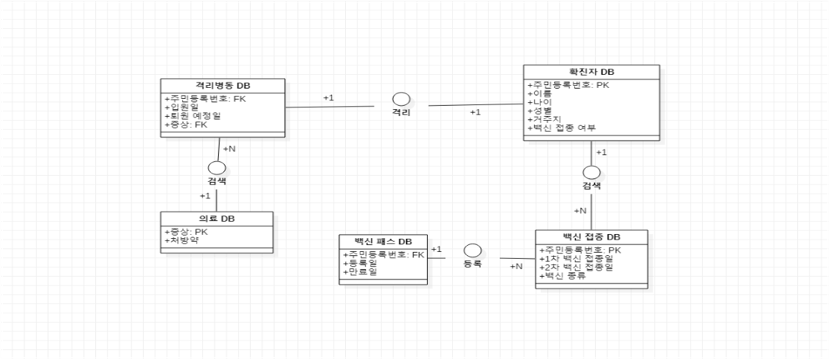 격리병동 DB
+주민등록번호: FK
+입원일
+퇴원 예정일
+증상: FK
+1
격리
+1
확진자 DB
+주민등록번호: PK
+이름
+나이
+성별
+거주지
+백신 접종 여부
+N
검색
+1
의료 DB
+증상: PK
+처방약
+1
검색
+N
백신 패스 DB
+주민등록번호: FK
+등록일
+만료일
+1
등록
+N
백신 접종 DB
+주민등록번호: PK
+1차 백신 접종일
+2차 백신 접종일
+백신 종류